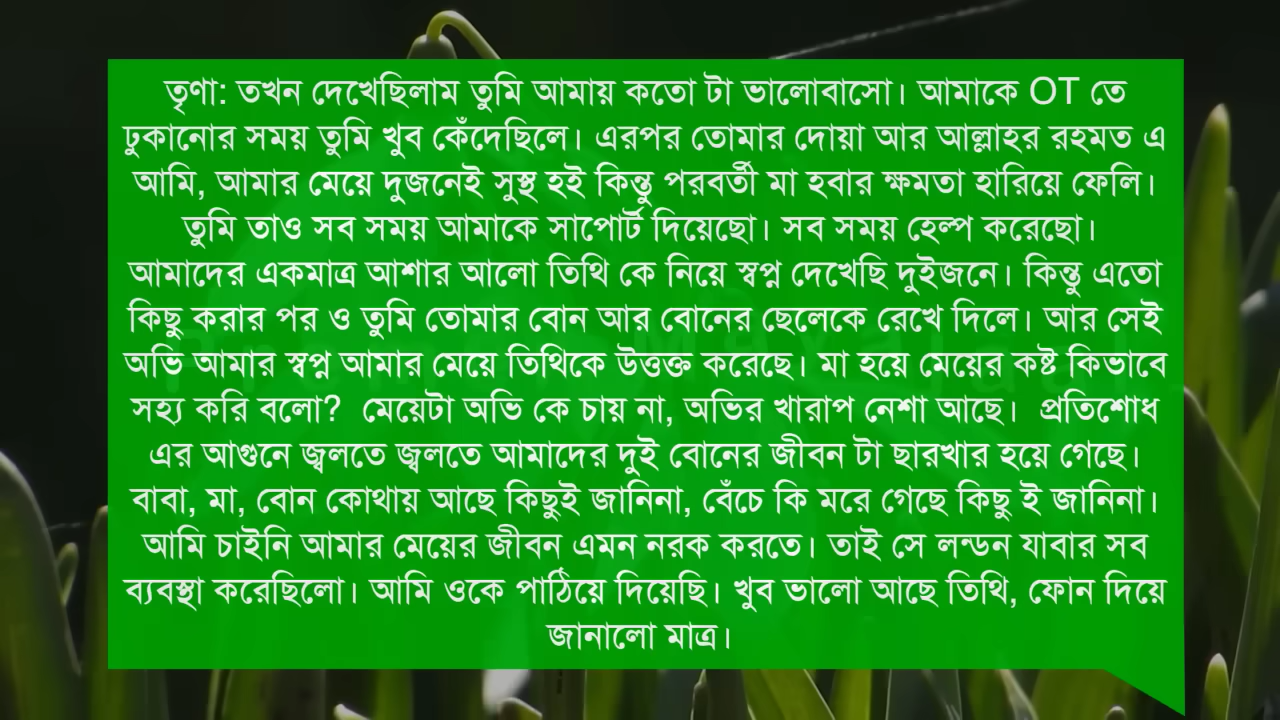 তৃণা: তখন দেখেছিলাম তুমি আমায় কতো টা ভালোবাসো। আমাকে OT তে
ঢুকানোর সময় তুমি খুব কেঁদেছিলে। এরপর তোমার দোয়া আর আল্লাহর রহমত এ
আমি, আমার মেয়ে দুজনেই সুস্থ হই কিন্তু পরবর্তী মা হবার ক্ষমতা হারিয়ে ফেলি।
তুমি তাও সব সময় আমাকে সাপোর্ট দিয়েছো। সব সময় হেল্প করেছো।
আমাদের একমাত্র আশার আলো তিথি কে নিয়ে স্বপ্ন দেখেছি দুইজনে। কিন্তু এতো
কিছু করার পর ও তুমি তোমার বোন আর বোনের ছেলেকে রেখে দিলে। আর সেই
অভি আমার স্বপ্ন আমার মেয়ে তিথিকে উত্তক্ত করেছে। মা হয়ে মেয়ের কষ্ট কিভাবে
সহ্য করি বলো?  মেয়েটা অভি কে চায় না, অভির খারাপ নেশা আছে।  প্রতিশোধ
এর আগুনে জ্বলতে জ্বলতে আমাদের দুই বোনের জীবন টা ছারখার হয়ে গেছে।
বাবা, মা, বোন কোথায় আছে কিছুই জানিনা, বেঁচে কি মরে গেছে কিছু ই জানিনা।
আমি চাইনি আমার মেয়ের জীবন এমন নরক করতে। তাই সে লন্ডন যাবার সব
ব্যবস্থা করেছিলো। আমি ওকে পাঠিয়ে দিয়েছি। খুব ভালো আছে তিথি, ফোন দিয়ে
জানালো মাত্র।